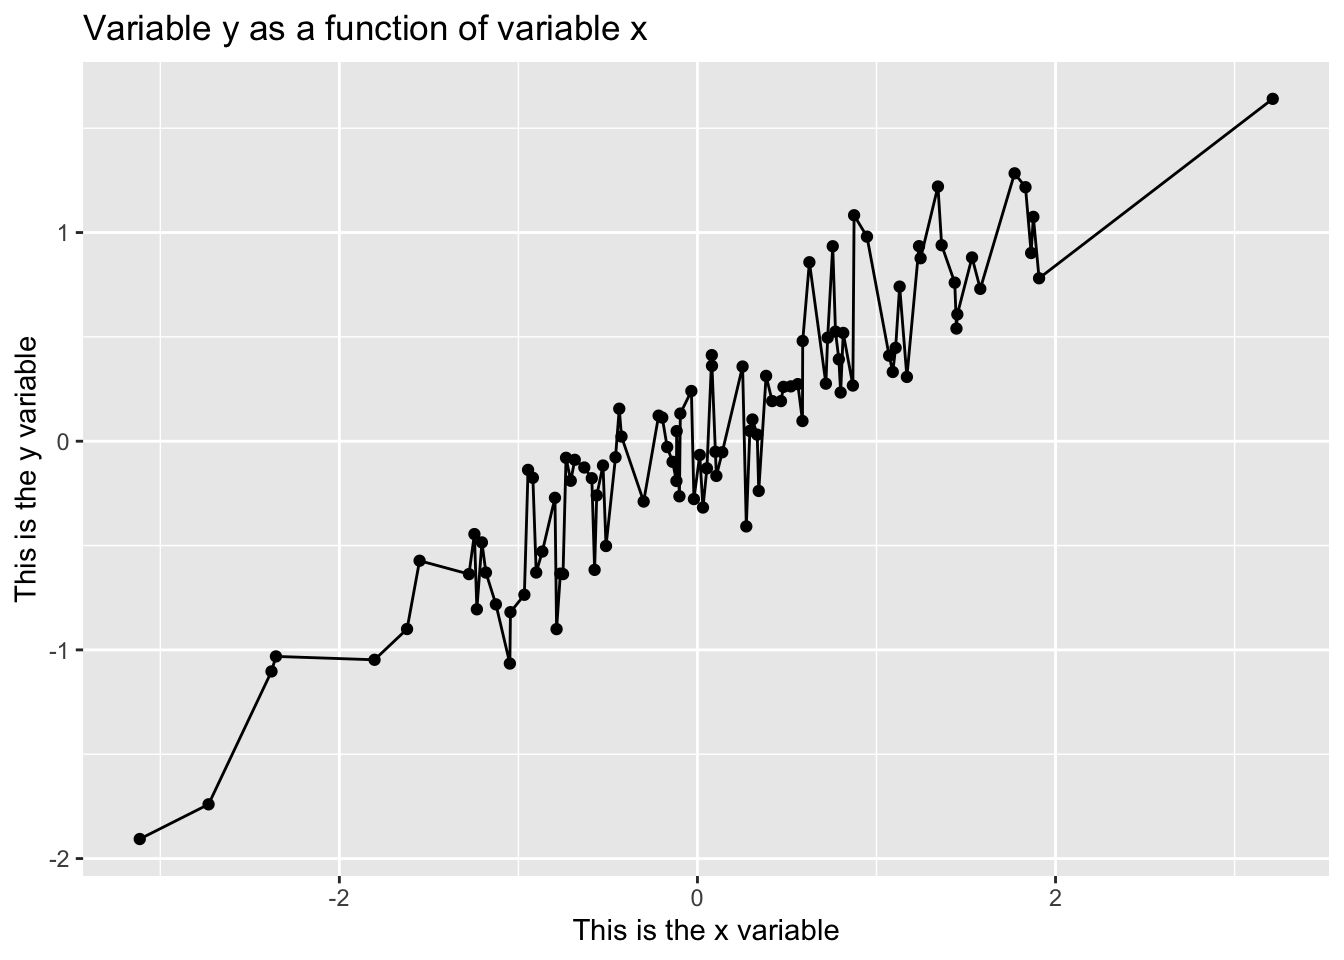 Variable y as a function of variable x
This is the y variable
1
0
-1
-2
-2
0
2
This is the x variable